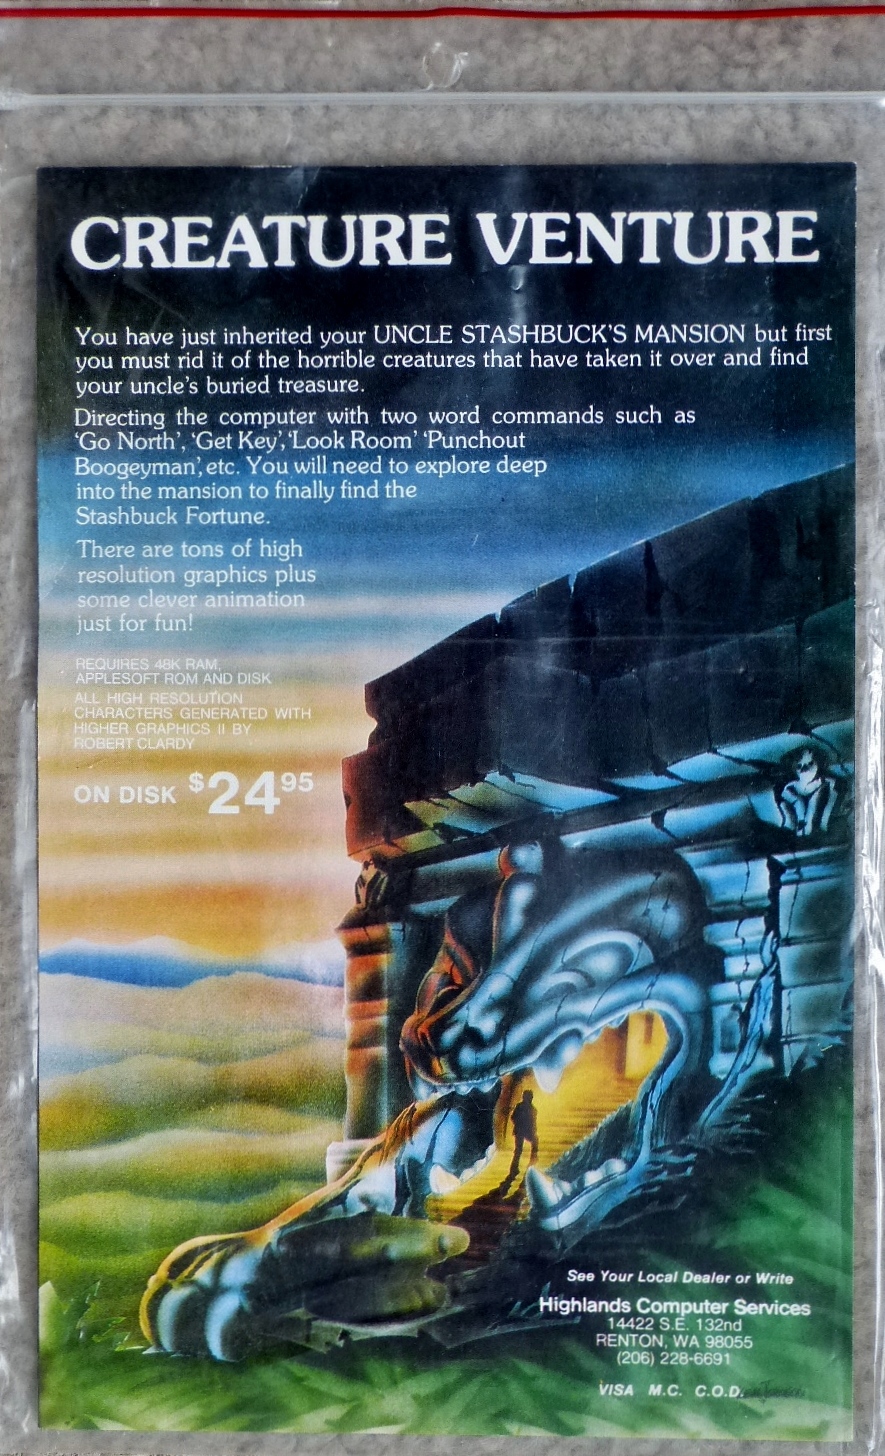 CREATURE VENTURE
You have just inherited your UNCLE STASHBUCK'S MANSION but first
you must rid it of the horrible creatures that have taken it over and find
your uncle's buried treasure.
Directing the computer with two word commands such as
'Go North', 'Get Key', 'Look Room' 'Punchout
Boogeyman', etc. You will need to explore deep
into the mansion to finally find the
Stashbuck Fortune.
There are tons of high
resolution graphics plus
some clever animation
just for fun!
REQUIRES 48K RAM,
APPLESOFT ROM AND DISK
ALL HIGH RESOLUTION
CHARACTERS GENERATED WITH
HIGHER GRAPHICS II BY
ROBERT CLARDY
ON DISK $24.95
See Your Local Dealer or Write
Highlands Computer Services
14422 S.E. 132nd
RENTON, WA 98055
(206) 228-6691
VISA M.C. C.O.D.